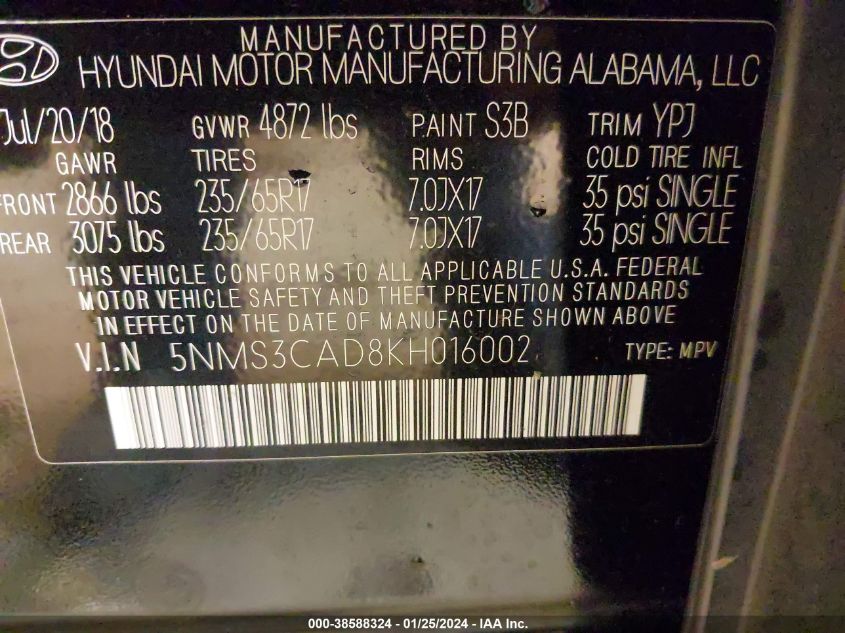 MANUFACTURED BY
HYUNDAI MOTOR MANUFACTURING ALABAMA, LLC
Jul/20/18 GVWR 4872 lbs PAINT S3B TRIM YPJ
GAWR TIRES RIMS COLD TIRE INFL
FRONT 2866 lbs 235/65R17 7.0JX17 35 psi SINGLE
REAR 3075 lbs 235/65R17 7.0JX17 35 psi SINGLE
THIS VEHICLE CONFORMS TO ALL APPLICABLE U.S.A. FEDERAL
MOTOR VEHICLE SAFETY AND THEFT PREVENTION STANDARDS
IN EFFECT ON THE DATE OF MANUFACTURE SHOWN ABOVE
V.I.N 5NMS3CAD8KH016002 TYPE: MPV
000-38588324 - 01/25/2024 - IAA Inc.